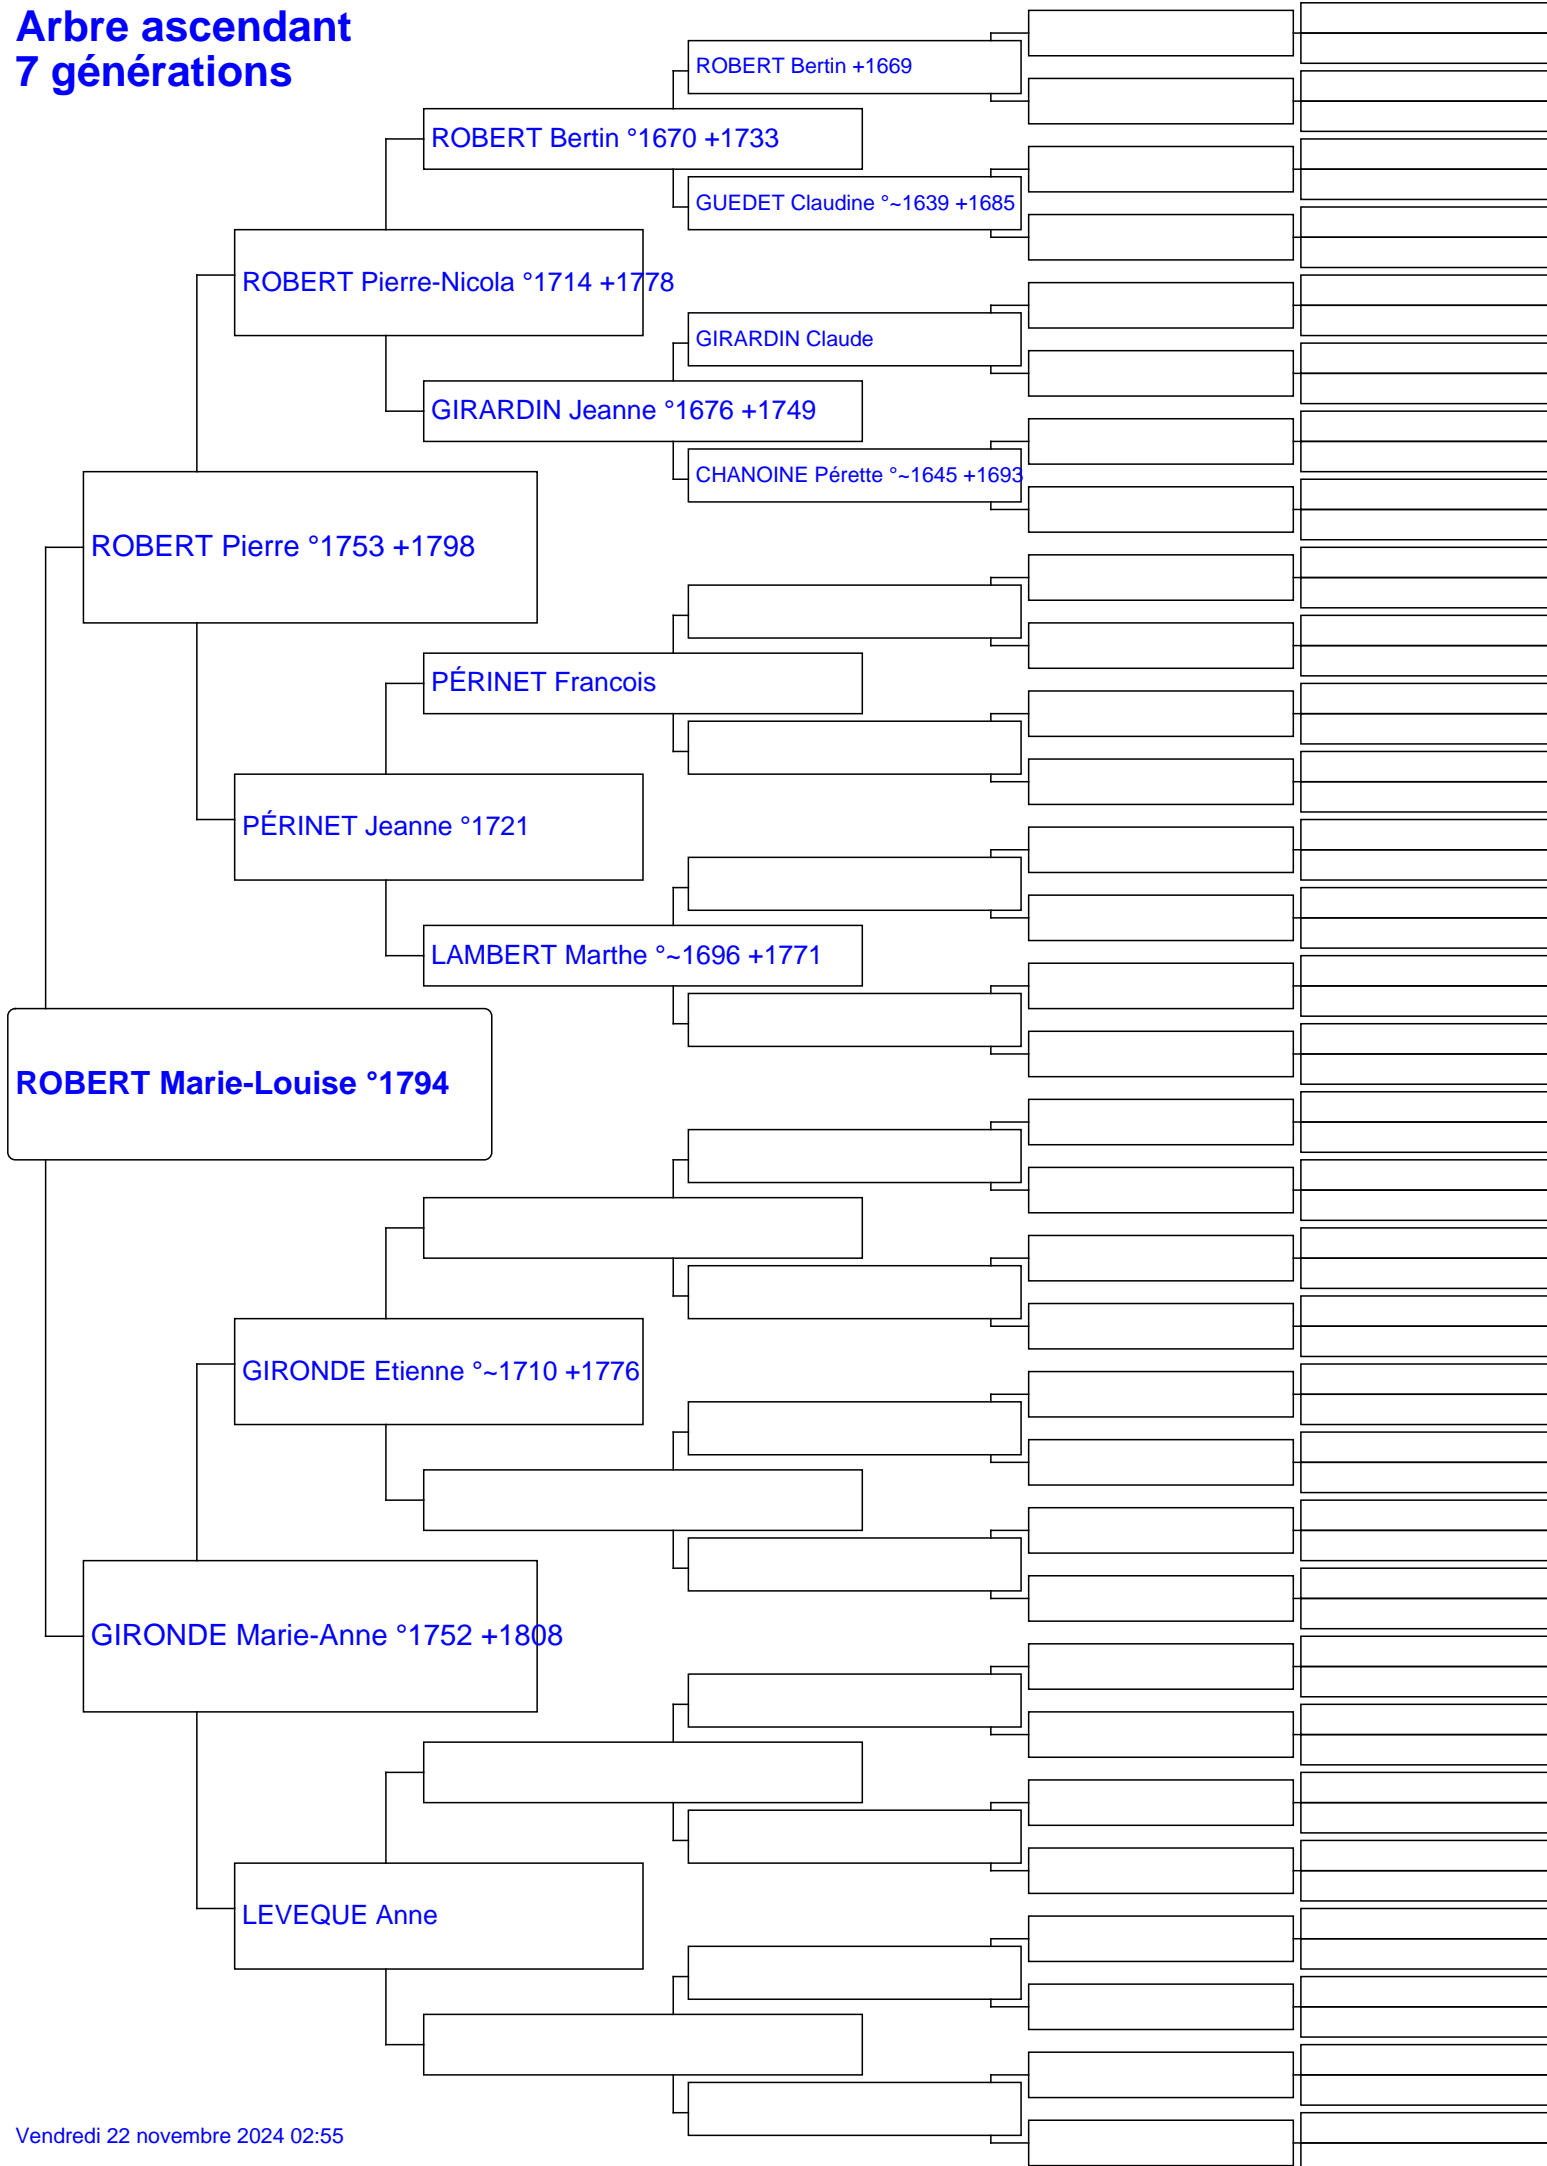 Arbre ascendant
7 générations
ROBERT Bertin +1669
ROBERT Bertin °1670 +1733
GUEDET Claudine °~1639 +1685
ROBERT Pierre-Nicola °1714 +1778
GIRARDIN Claude
GIRARDIN Jeanne °1676 +1749
CHANOINE Pérette °~1645 +1693
ROBERT Pierre °1753 +1798
PÉRINET Francois
PÉRINET Jeanne °1721
LAMBERT Marthe °~1696 +1771
ROBERT Marie-Louise °1794
GIRONDE Etienne °~1710 +1776
GIRONDE Marie-Anne °1752 +1808
LEVEQUE Anne
Vendredi 22 novembre 2024 02:55